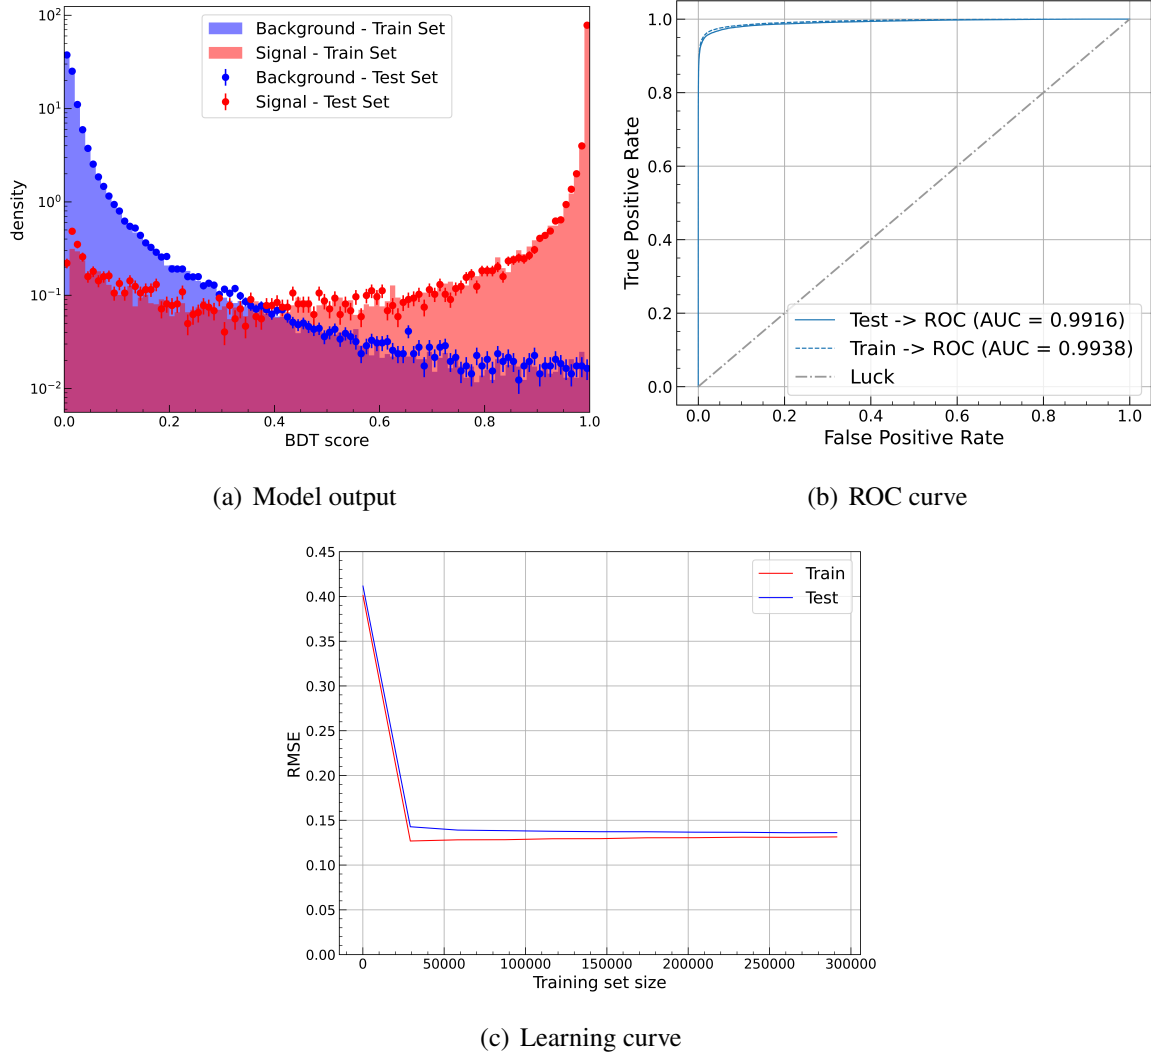 10²
10¹
10⁰
10⁻¹
10⁻²
density
0.0
0.2
0.4
0.6
0.8
1.0
BDT score
Background - Train Set
Signal - Train Set
Background - Test Set
Signal - Test Set
(a) Model output
1.0
0.8
0.6
0.4
0.2
0.0
True Positive Rate
0.0
0.2
0.4
0.6
0.8
1.0
False Positive Rate
Test -> ROC (AUC = 0.9916)
Train -> ROC (AUC = 0.9938)
Luck
(b) ROC curve
0.45
0.40
0.35
0.30
0.25
0.20
0.15
0.10
0.05
0.00
RMSE
0
50000
100000
150000
200000
250000
300000
Training set size
Train
Test
(c) Learning curve